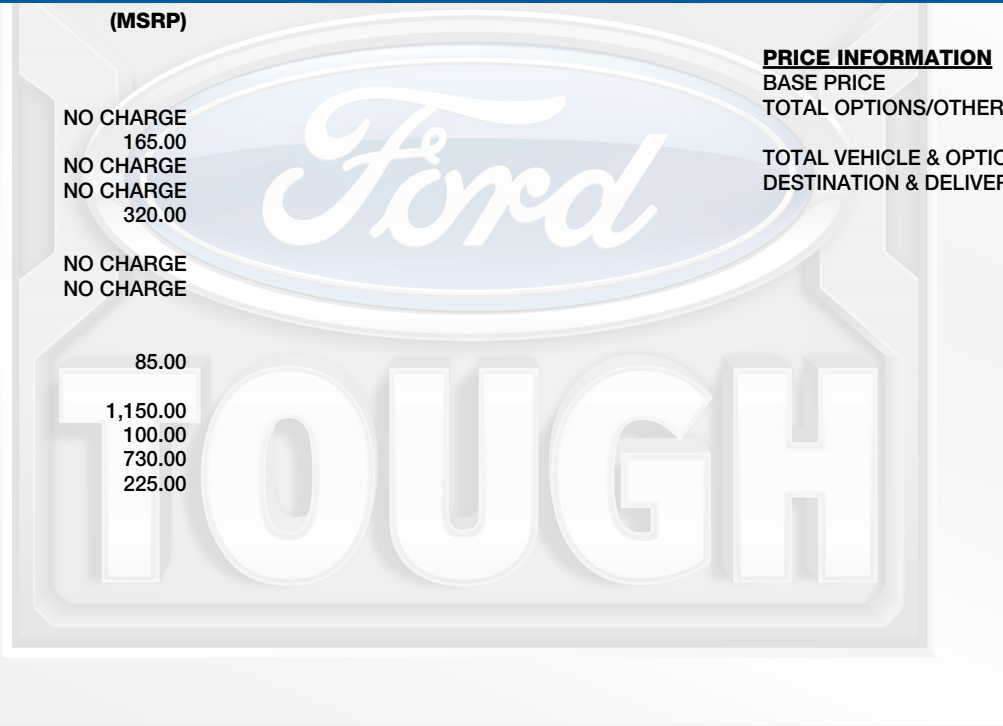 (MSRP)
NO CHARGE
165.00
NO CHARGE
NO CHARGE
320.00
NO CHARGE
NO CHARGE
85.00
1,150.00
100.00
730.00
225.00
PRICE INFORMATION
BASE PRICE
TOTAL OPTIONS/OTHER
TOTAL VEHICLE & OPTIO
DESTINATION & DELIVER
Ford
TOUGH